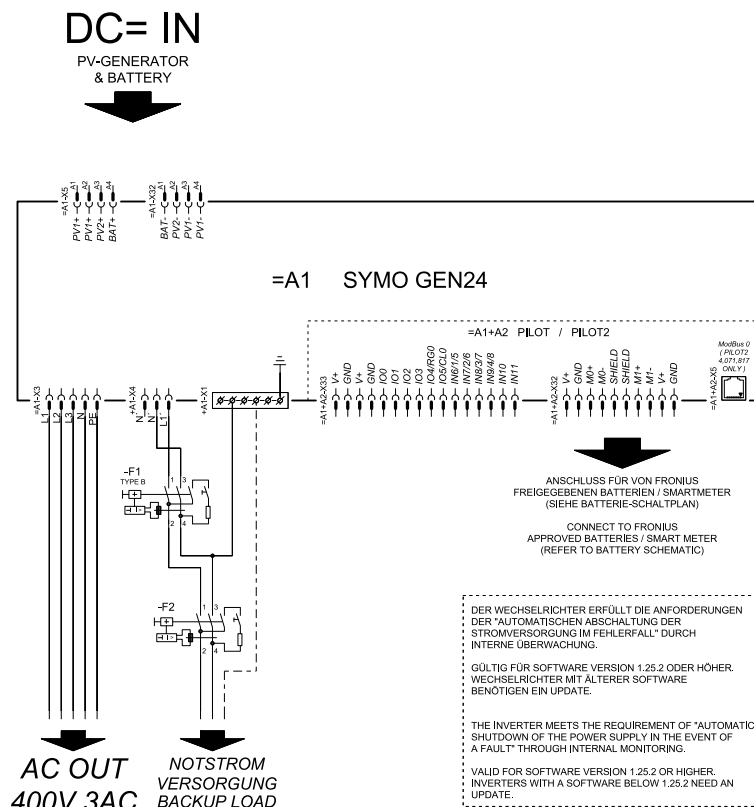 DC= IN
PV-GENERATOR
& BATTERY
=A1-X5
A1
A2
A3
A4
PV1+
PV1+
PV2+
BAT+
=A1-X32
A1
A2
A3
A4
BAT-
PV2-
PV1-
PV1-
=A1 SYMO GEN24
=A1+A2 PILOT / PILOT2
ModBus 0
( PILOT2
4,071,817
ONLY )
=A1-X3
L1
L2
L3
N
PE
+A1-X4
N
N´
L1´
+A1-X1
=A1+A2-X33
V+
GND
V+
GND
IO0
IO1
IO2
IO3
IO4/RG0
IO5/CL0
IN6/1/5
IN7/2/6
IN8/3/7
IN9/4/8
IN10
IN11
=A1+A2-X32
V+
GND
M0+
M0-
SHIELD
SHIELD
M1+
M1-
V+
GND
=A1+A2-X5
-F1
TYPE B
1
3
2
4
ANSCHLUSS FÜR VON FRONIUS
FREIGEGEBENEN BATTERIEN / SMARTMETER
(SIEHE BATTERIE-SCHALTPLAN)
CONNECT TO FRONIUS
APPROVED BATTERIES / SMART METER
(REFER TO BATTERY SCHEMATIC)
-F2
1
3
2
4
DER WECHSELRICHTER ERFÜLLT DIE ANFORDERUNGEN
DER "AUTOMATISCHEN ABSCHALTUNG DER
STROMVERSORGUNG IM FEHLERFALL" DURCH
INTERNE ÜBERWACHUNG.
GÜLTIG FÜR SOFTWARE VERSION 1.25.2 ODER HÖHER.
WECHSELRICHTER MIT ÄLTERER SOFTWARE
BENÖTIGEN EIN UPDATE.
THE INVERTER MEETS THE REQUIREMENT OF "AUTOMATIC
SHUTDOWN OF THE POWER SUPPLY IN THE EVENT OF
A FAULT" THROUGH INTERNAL MONITORING.
VALID FOR SOFTWARE VERSION 1.25.2 OR HIGHER.
INVERTERS WITH A SOFTWARE BELOW 1.25.2 NEED AN
UPDATE.
AC OUT
400V 3AC
NOTSTROM
VERSORGUNG
BACKUP LOAD